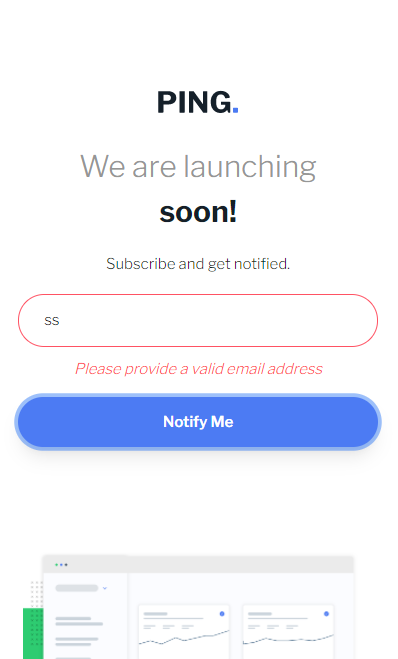 PING.
We are launching
soon!
Subscribe and get notified.
ss
Please provide a valid email address
Notify Me